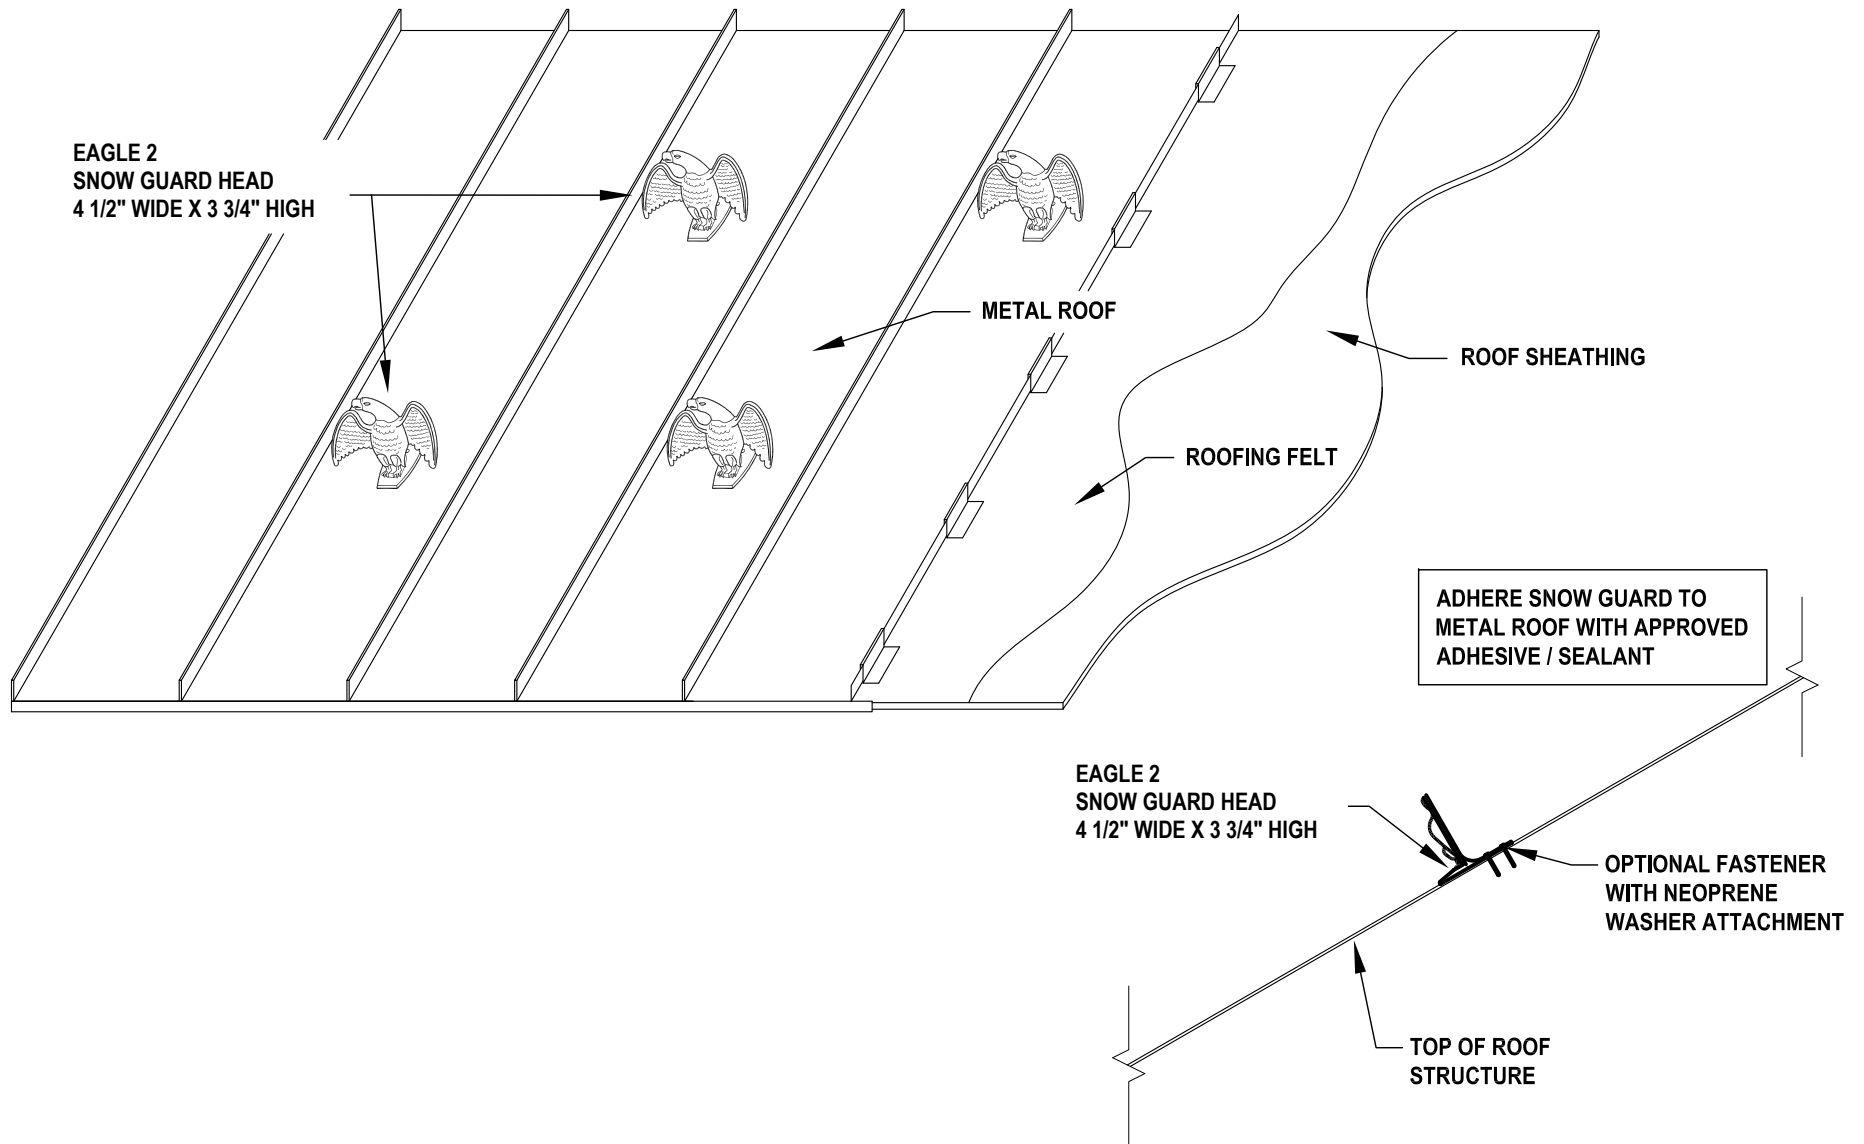 EAGLE 2
SNOW GUARD HEAD
4 1/2" WIDE X 3 3/4" HIGH
METAL ROOF
ROOF SHEATHING
ROOFING FELT
ADHERE SNOW GUARD TO
METAL ROOF WITH APPROVED
ADHESIVE / SEALANT
EAGLE 2
SNOW GUARD HEAD
4 1/2" WIDE X 3 3/4" HIGH
OPTIONAL FASTENER
WITH NEOPRENE
WASHER ATTACHMENT
TOP OF ROOF
STRUCTURE